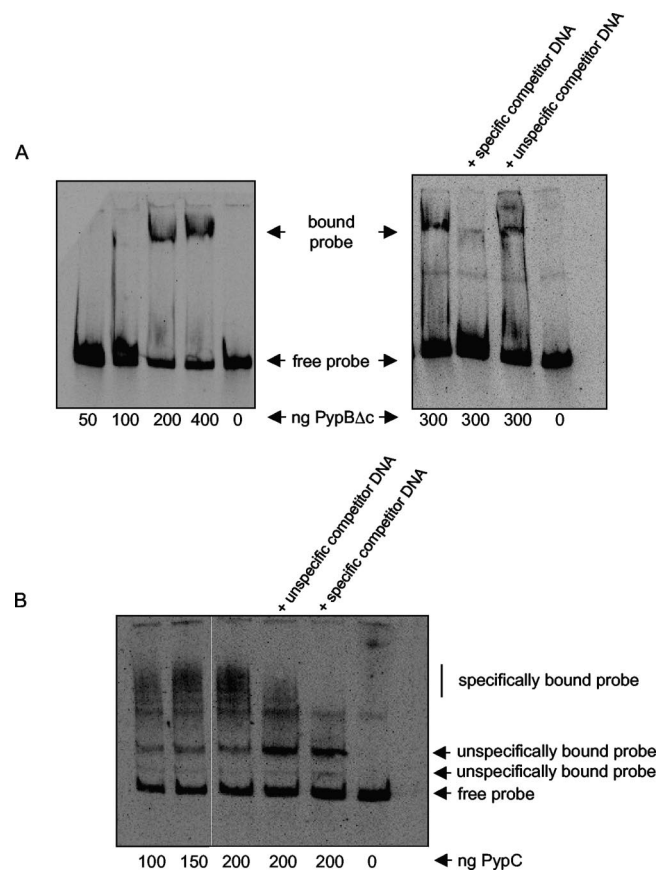 + specific competitor DNA
+ unspecific competitor DNA
A
bound
probe
free probe
50 100 200 400 0
ng PypBΔc
300 300 300 0
+ unspecific competitor DNA
+ specific competitor DNA
B
specifically bound probe
unspecifically bound probe
unspecifically bound probe
free probe
100 150 200 200 200 0
ng PypC